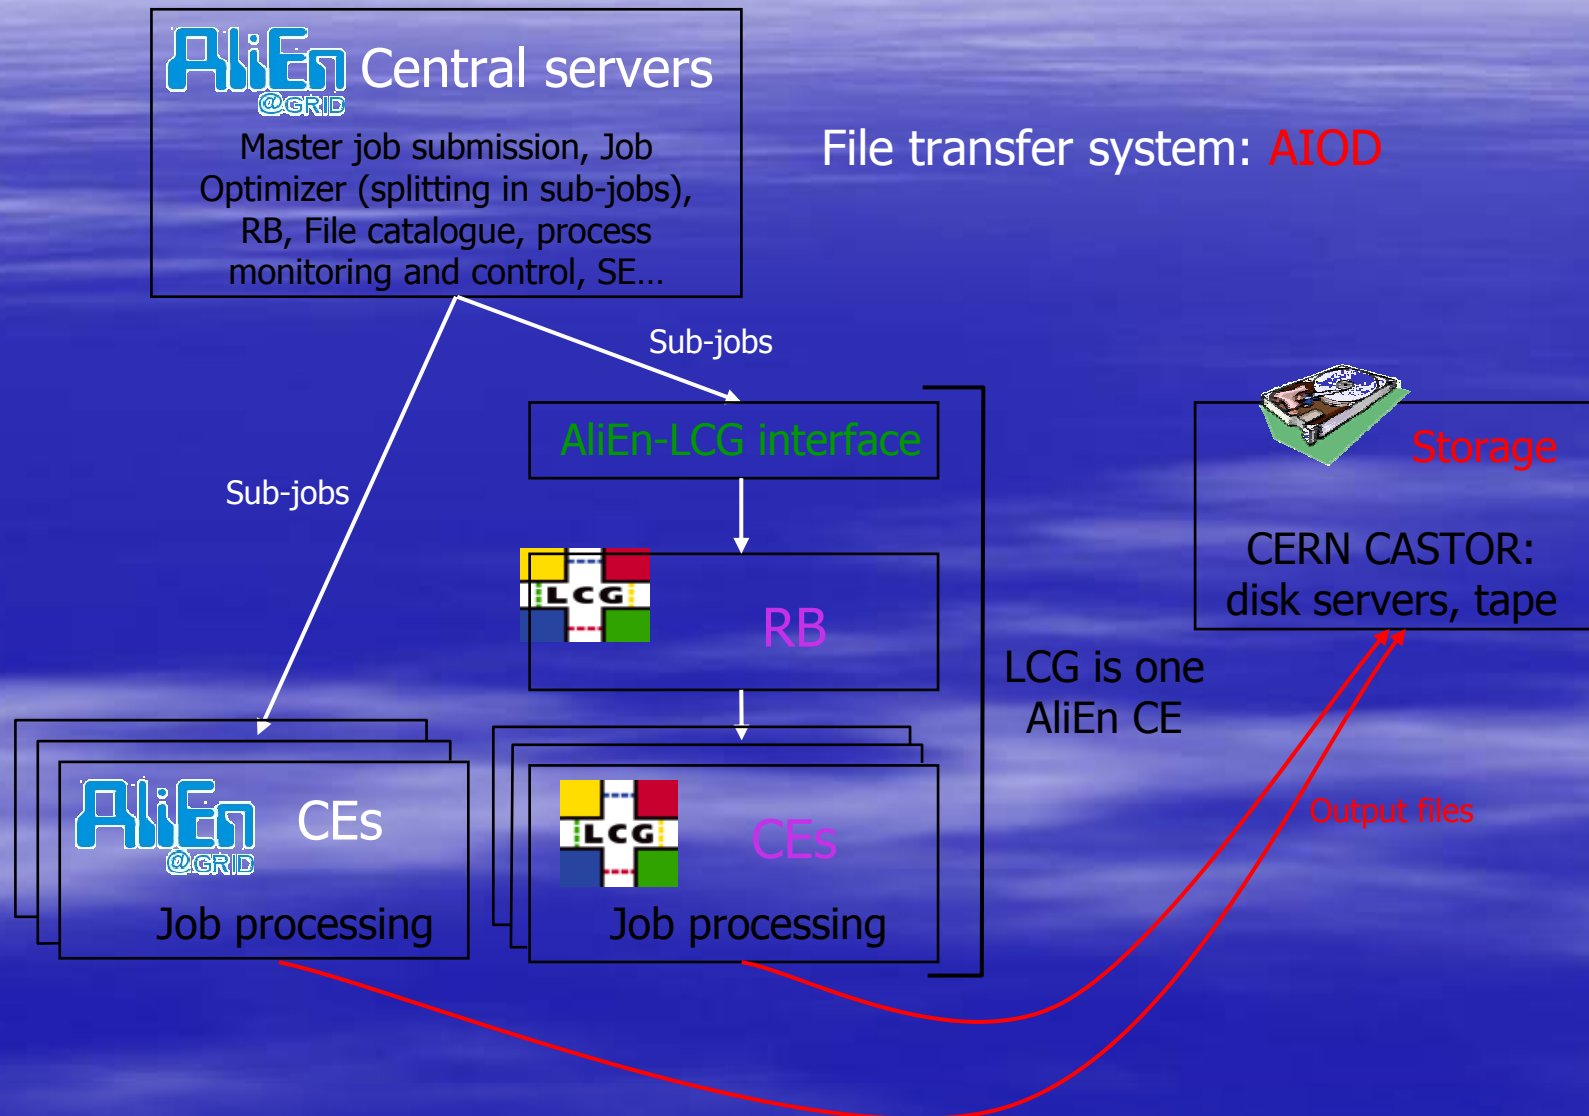 AliEn
@GRID
Central servers
Master job submission, Job
Optimizer (splitting in sub-jobs),
RB, File catalogue, process
monitoring and control, SE...
File transfer system: AIOD
Sub-jobs
Sub-jobs
AliEn-LCG interface
Storage
CERN CASTOR:
disk servers, tape
LCG
RB
LCG is one
AliEn CE
AliEn
@GRID
CEs
Job processing
LCG
CEs
Job processing
Output files